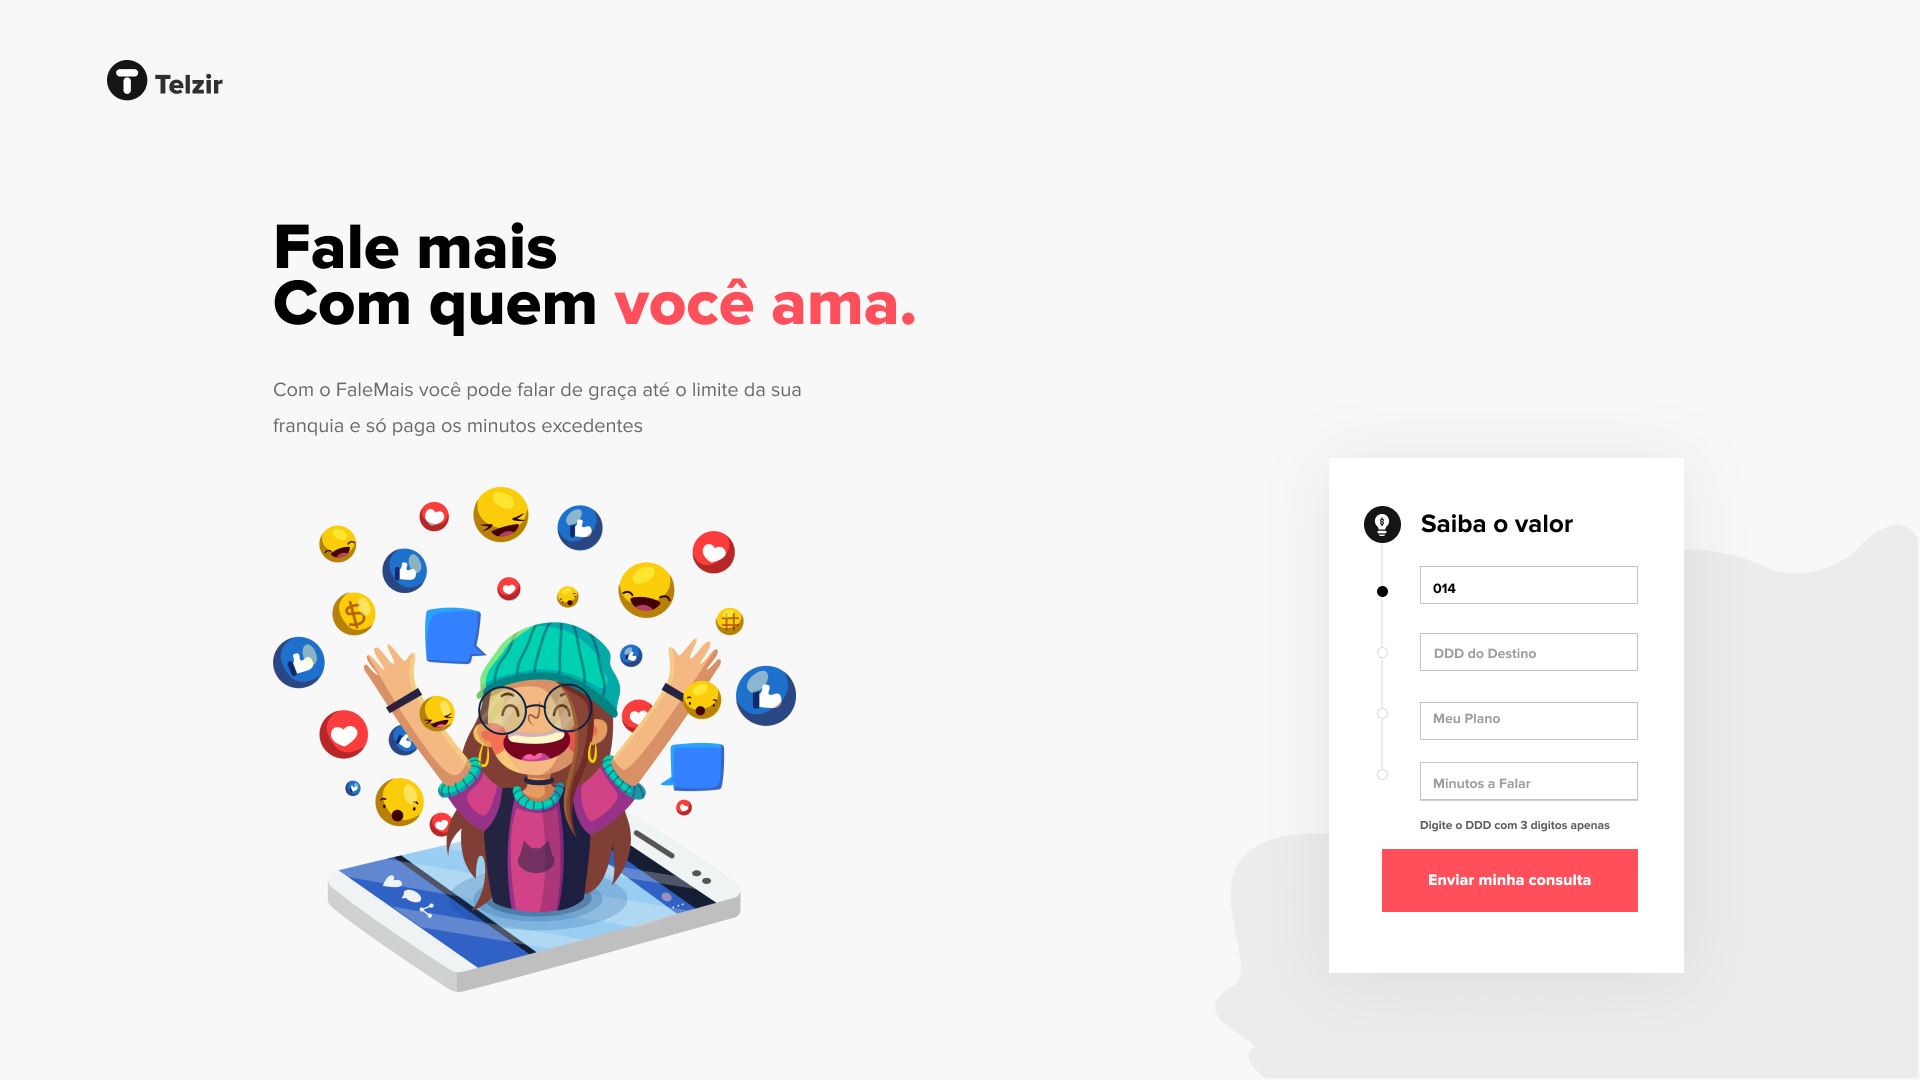 Telzir
Fale mais
Com quem você ama.
Com o FaleMais você pode falar de graça até o limite da sua
franquia e só paga os minutos excedentes
Saiba o valor
014
DDD do Destino
Meu Plano
Minutos a Falar
Digite o DDD com 3 digitos apenas
Enviar minha consulta